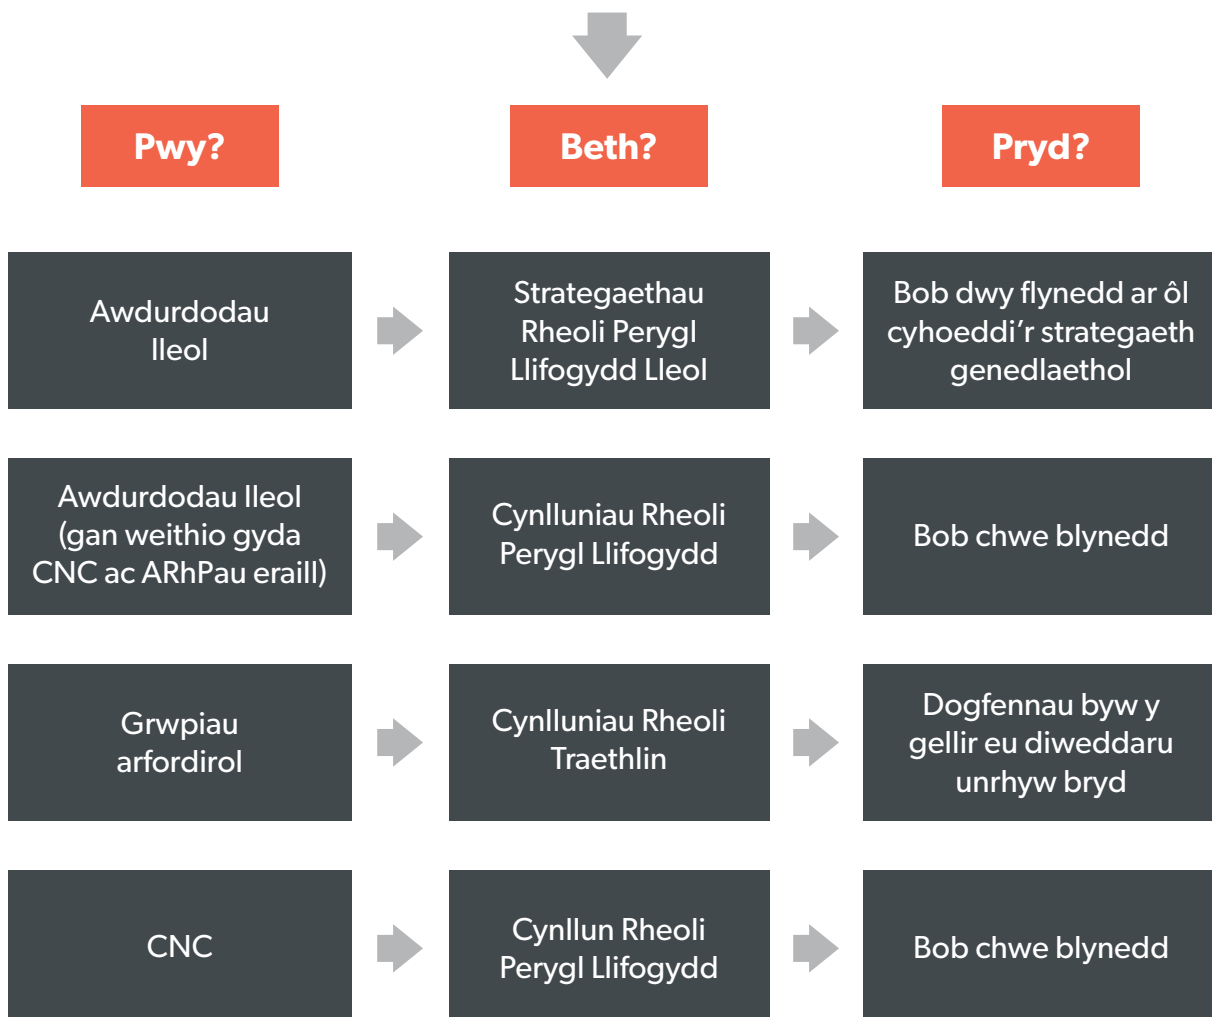 Pwy?
Beth?
Pryd?
Awdurdodau
lleol
Strategaethau
Rheoli Perygl
Llifogydd Lleol
Bob dwy flynedd ar ôl
cyhoeddi’r strategaeth
genedlaethol
Awdurdodau lleol
(gan weithio gyda
CNC ac ARhPau eraill)
Cynlluniau Rheoli
Perygl Llifogydd
Bob chwe blynedd
Grwpiau
arfordirol
Cynlluniau Rheoli
Traethlin
Dogfennau byw y
gellir eu diweddaru
unrhyw bryd
CNC
Cynllun Rheoli
Perygl Llifogydd
Bob chwe blynedd